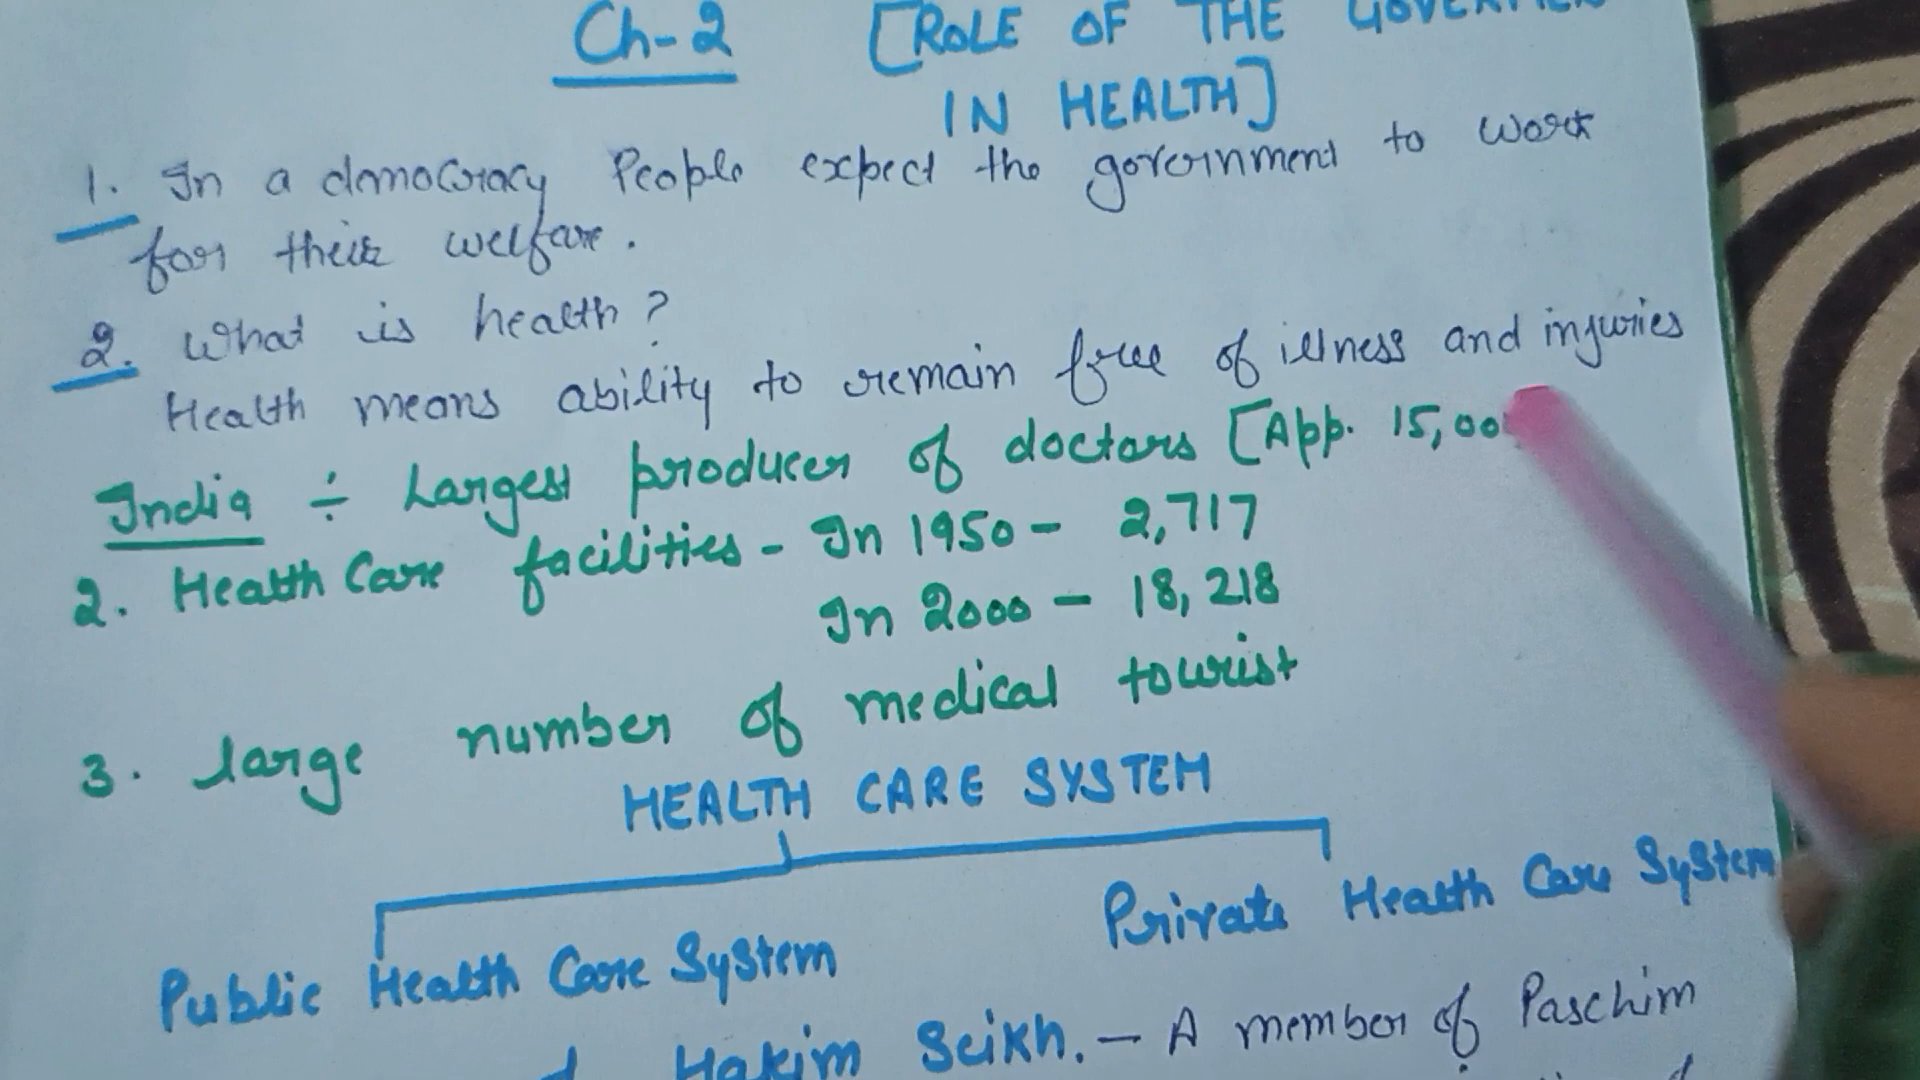 Ch-2 [ROLE OF THE GOVERNMEN
IN HEALTH]
1. In a democracy People expect the government to work
for their welfare.
2. What is health?
Health means ability to remain free of illness and injuries
India ÷ Largest producer of doctors [App. 15,00
2. Health Care facilities - In 1950 - 2,717
In 2000 - 18,218
3. large number of medical tourist
HEALTH CARE SYSTEM
Public Health Care System
Private Health Care System
Hakim Seikh. - A member of Paschim